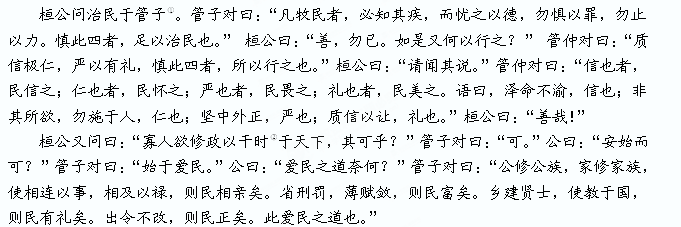 桓公问治民于管子①。管子对曰：“凡牧民者，必知其疾，而忧之以德，勿惧以罪，勿止
以力。慎此四者，足以治民也。” 桓公曰：“善，勿已。如是又何以行之？” 管仲对曰：“质
信极仁，严以有礼，慎此四者，所以行之也。”桓公曰：“请闻其说。”管仲对曰：“信也者，
民信之；仁也者，民怀之；严也者，民畏之；礼也者，民美之。语曰，泽命不渝，信也；非
其所欲，勿施于人，仁也；坚中外正，严也；质信以让，礼也。”桓公曰：“善哉！”
桓公又问曰：“寡人欲修政以干时②于天下，其可乎？”管子对曰：“可。”公曰：“安始而
可？”管子对曰：“始于爱民。”公曰：“爱民之道奈何？”管子对曰：“公修公族，家修家族，
使相连以事，相及以禄，则民相亲矣。省刑罚，薄赋敛，则民富矣。乡建贤士，使教于国，
则民有礼矣。出令不改，则民正矣。此爱民之道也。”